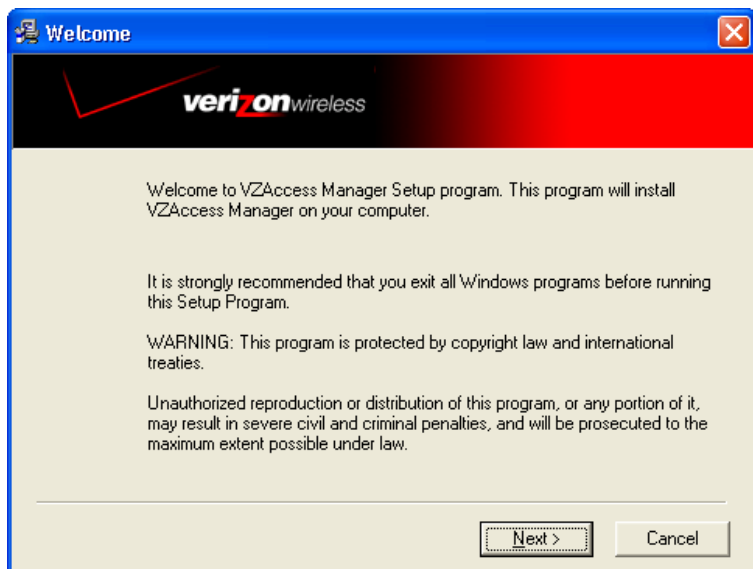 Welcome
verizonwireless
Welcome to VZAccess Manager Setup program. This program will install
VZAccess Manager on your computer.
It is strongly recommended that you exit all Windows programs before running
this Setup Program.
WARNING: This program is protected by copyright law and international
treaties.
Unauthorized reproduction or distribution of this program, or any portion of it,
may result in severe civil and criminal penalties, and will be prosecuted to the
maximum extent possible under law.
Next >
Cancel